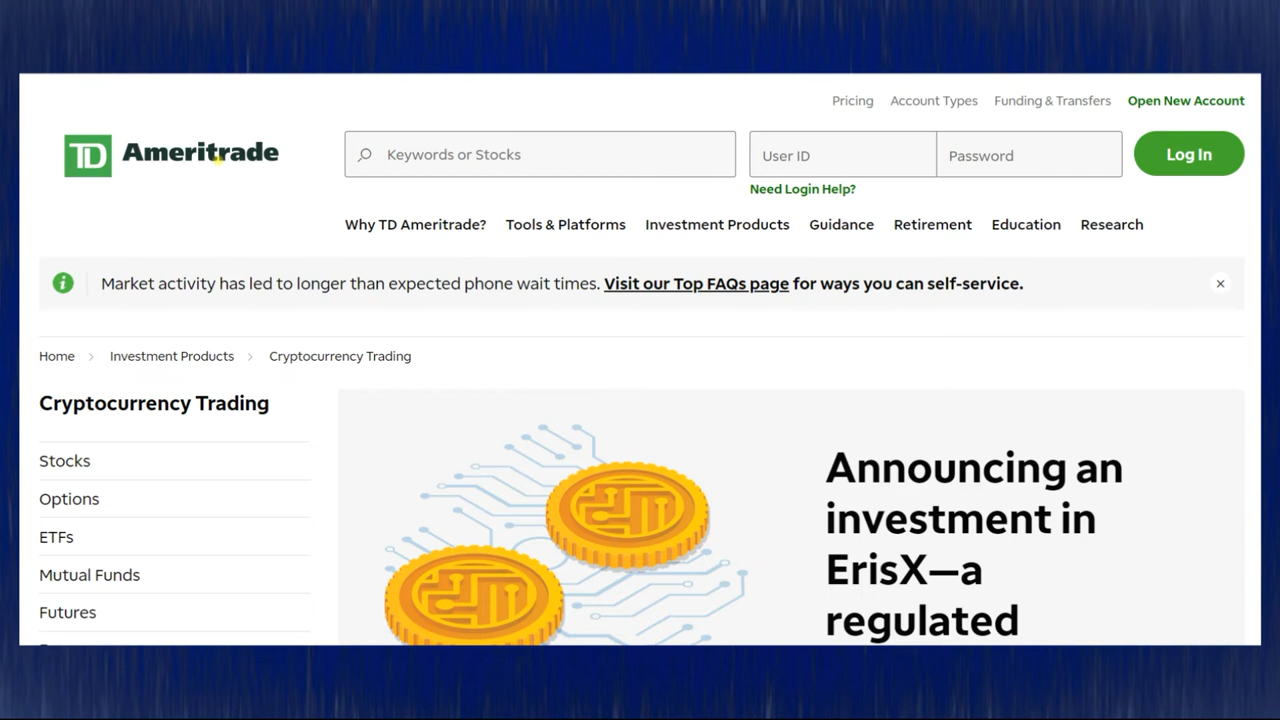 Pricing Account Types Funding & Transfers Open New Account
TD Ameritrade
Keywords or Stocks
User ID
Password
Log In
Need Login Help?
Why TD Ameritrade? Tools & Platforms Investment Products Guidance Retirement Education Research
Market activity has led to longer than expected phone wait times. Visit our Top FAQs page for ways you can self-service.
Home Investment Products Cryptocurrency Trading
Cryptocurrency Trading
Stocks
Options
ETFs
Mutual Funds
Futures
Announcing an
investment in
ErisX—a
regulated